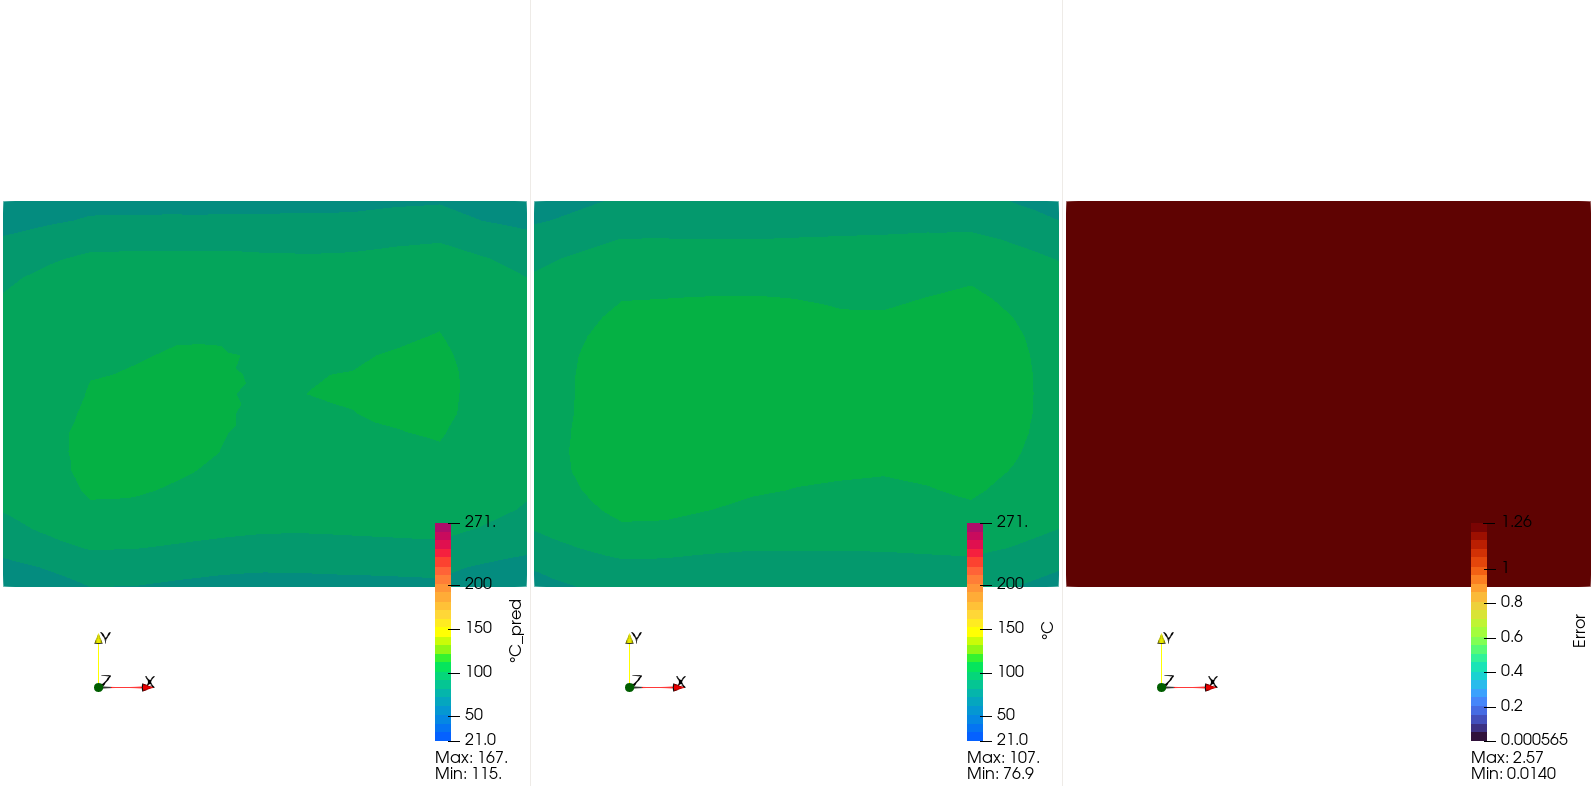 271.
200
150
100
50
21.0
°C_pred
Max: 167.
Min: 115.
Y
Z
X
271.
200
150
100
50
21.0
°C
Max: 107.
Min: 76.9
Y
Z
X
1.26
1
0.8
0.6
0.4
0.2
0.000565
Error
Max: 2.57
Min: 0.0140
Y
Z
X